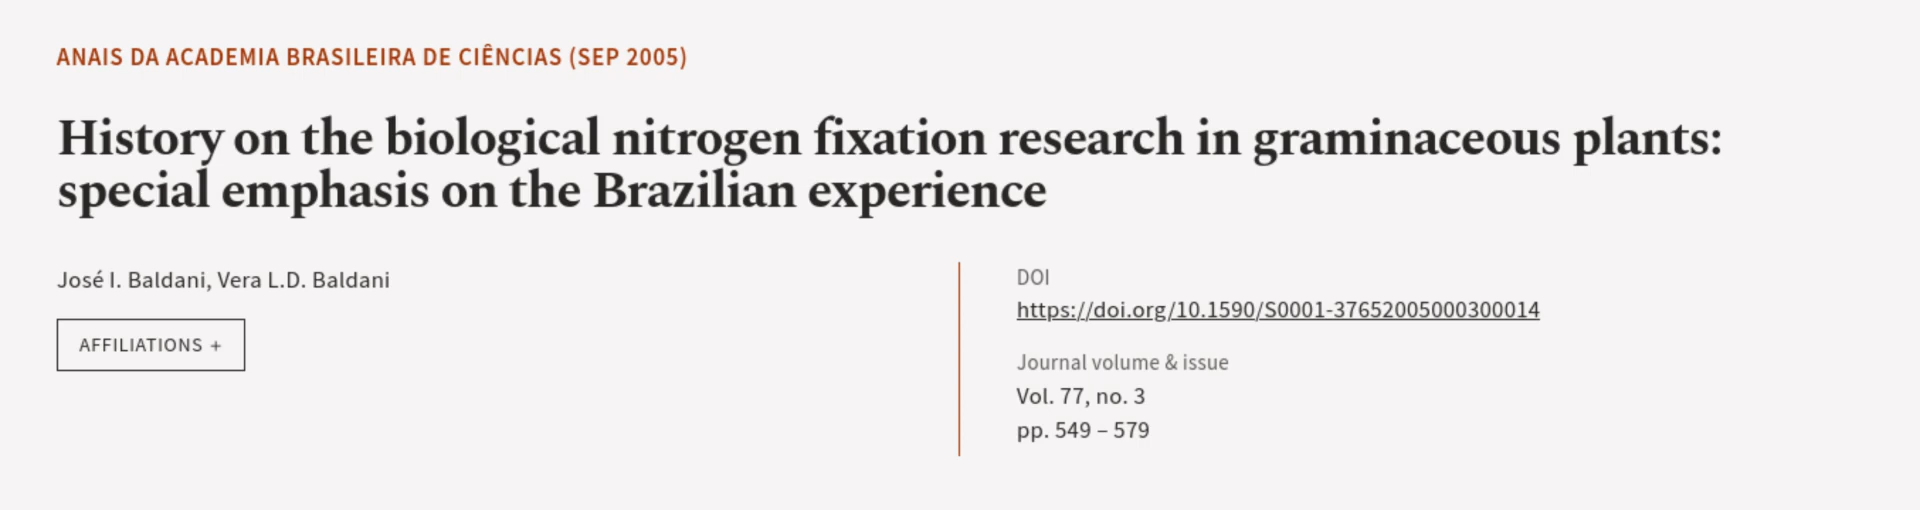 ANAIS DA ACADEMIA BRASILEIRA DE CIÊNCIAS (SEP 2005)
History on the biological nitrogen fixation research in graminaceous plants:
special emphasis on the Brazilian experience
José I. Baldani, Vera L.D. Baldani
AFFILIATIONS +
DOI
https://doi.org/10.1590/S0001-37652005000300014
Journal volume & issue
Vol. 77, no. 3
pp. 549 – 579